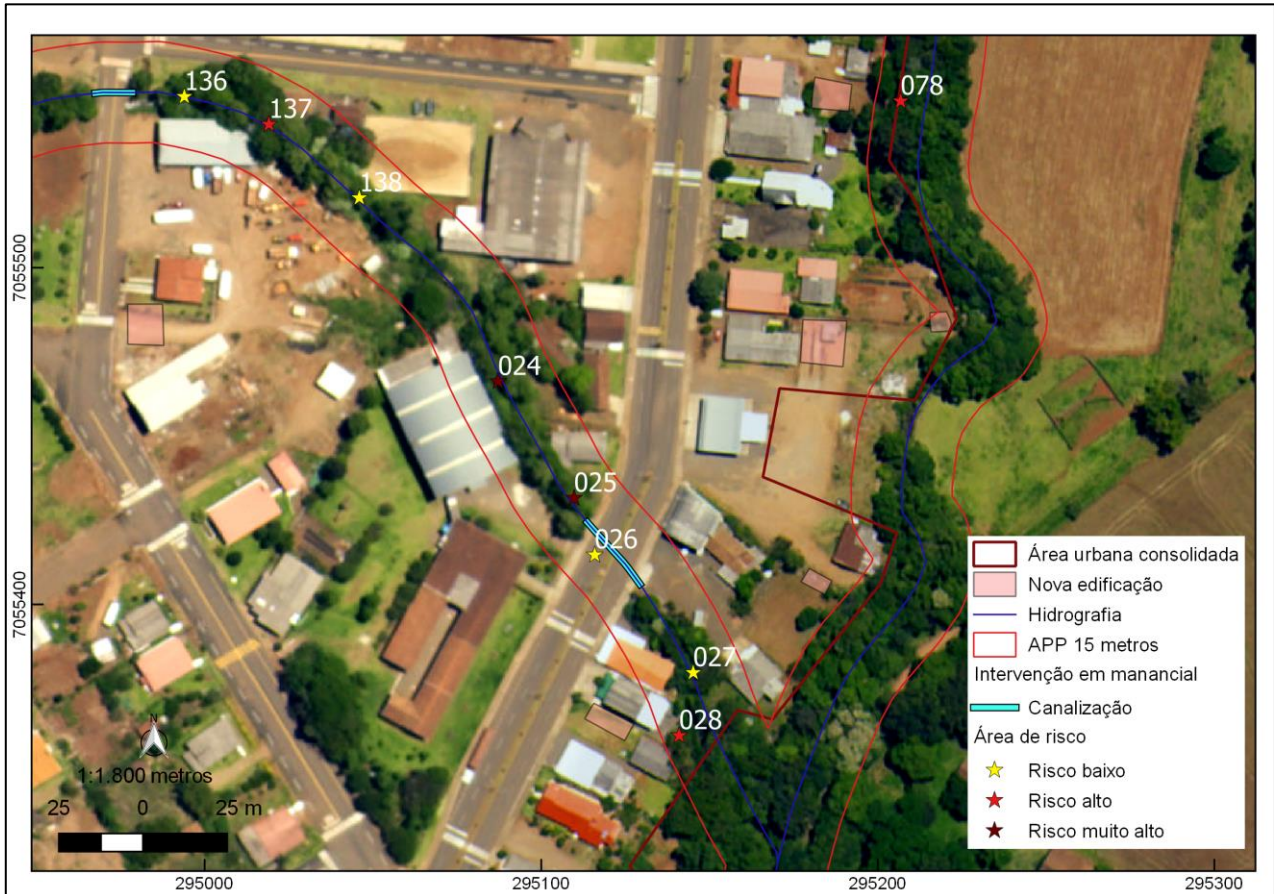 136
137
078
138
7055500
024
025
026
7055400
027
028
Área urbana consolidada
Nova edificação
Hidrografia
APP 15 metros
Intervenção em manancial
Canalização
Área de risco
Risco baixo
Risco alto
Risco muito alto
N
1:1.800 metros
25 0 25 m
295000 295100 295200 295300